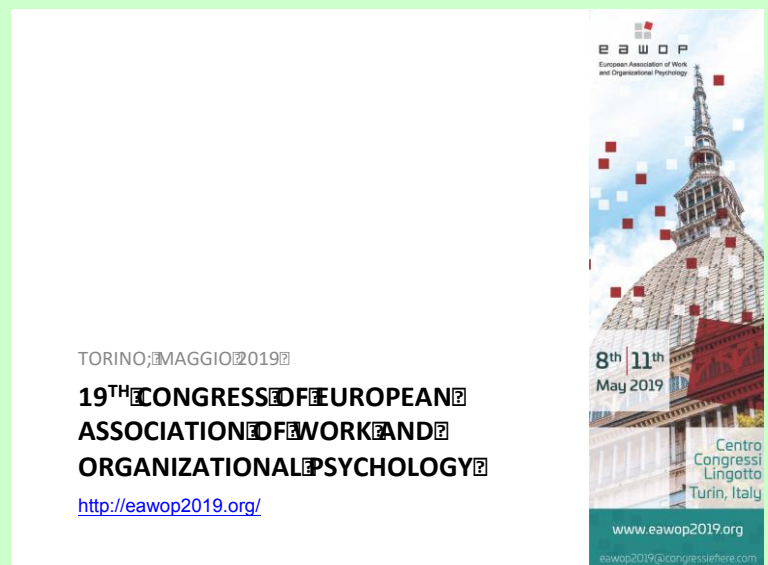 TORINO; MAGGIO 2019
19TH CONGRESS OF EUROPEAN
ASSOCIATION OF WORK AND
ORGANIZATIONAL PSYCHOLOGY
http://eawop2019.org/
eawop
European Association of Work
and Organizational Psychology
8th 11th
May 2019
Centro
Congressi
Lingotto
Turin, Italy
www.eawop2019.org
eawop2019@congressiefiere.com